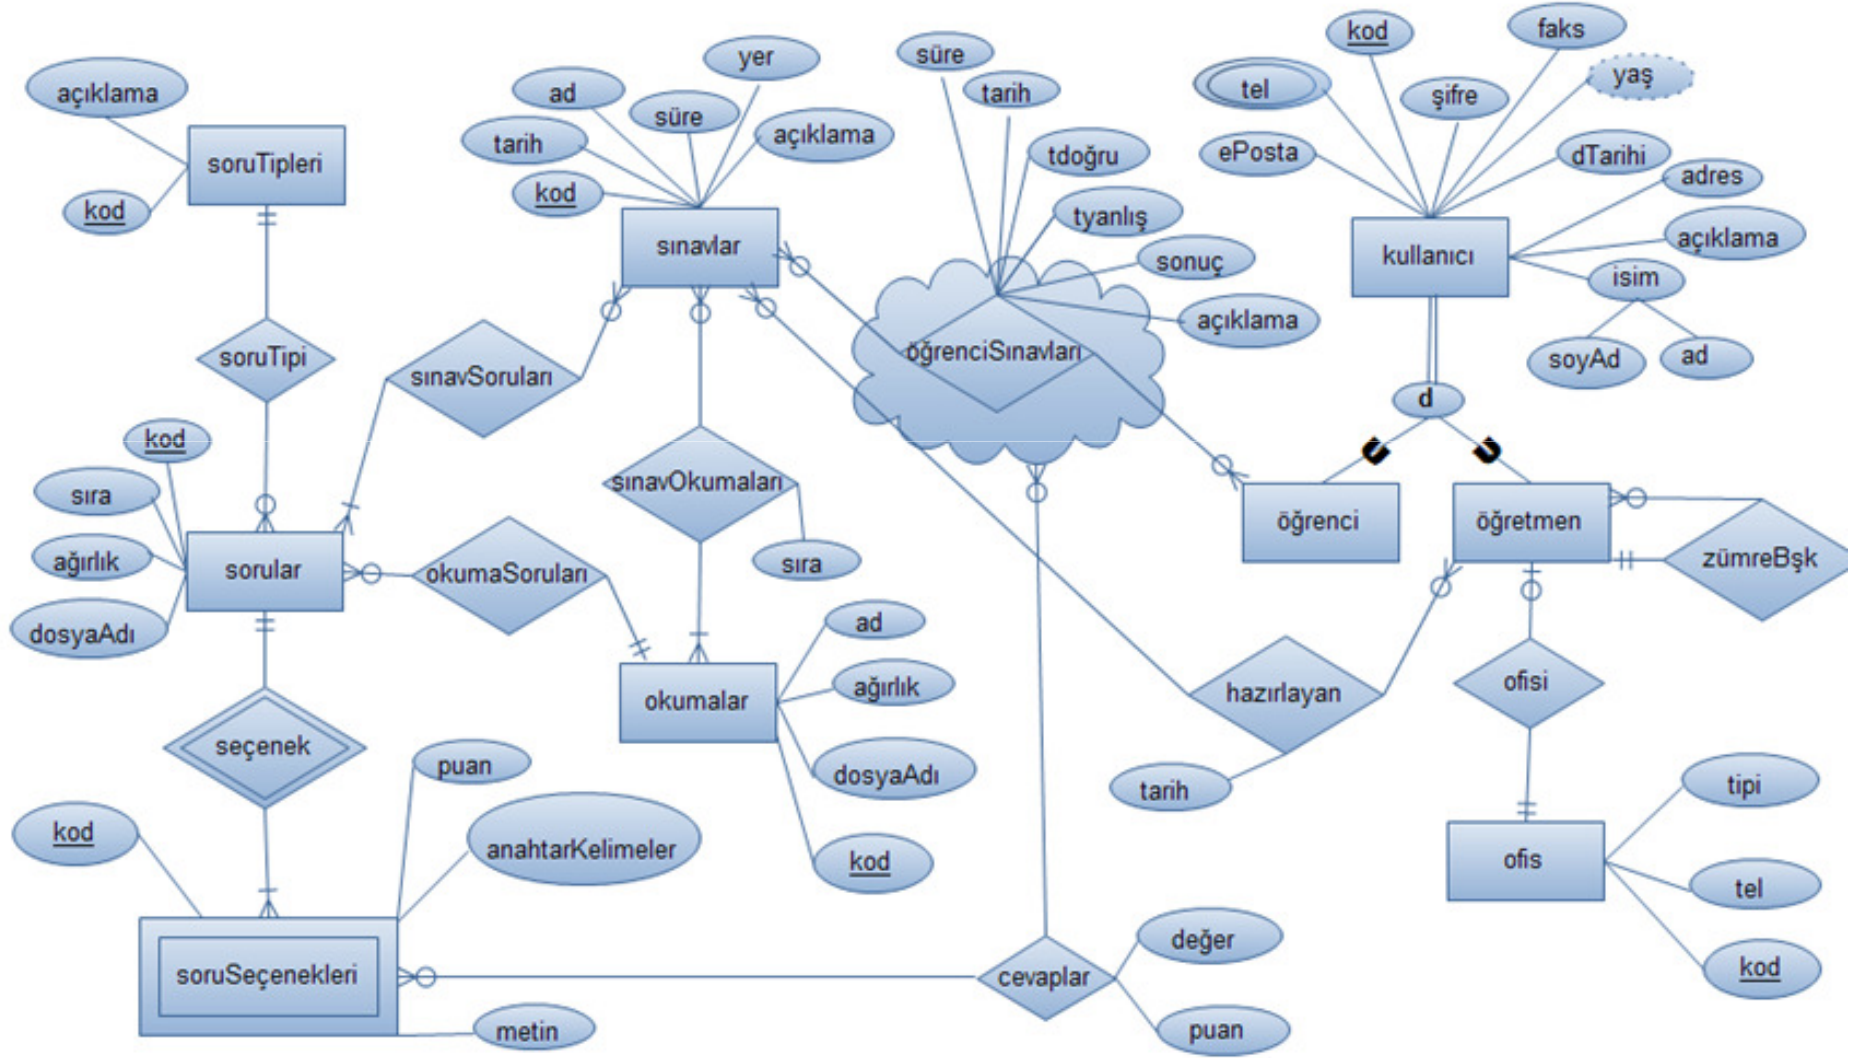 açıklama
kod
soruTipleri
soruTipi
kod
sıra
ağırlık
dosyaAdı
sorular
seçenek
kod
puan
anahtarKelimeler
soruSeçenekleri
metin
ad
tarih
kod
süre
yer
açıklama
sınavlar
sınavSoruları
sınavOkumaları
sıra
okumaSoruları
okumalar
ad
ağırlık
dosyaAdı
kod
süre
tarih
tdoğru
tyanlış
sonuç
açıklama
öğrenciSınavları
kod
faks
tel
şifre
yaş
ePosta
dTarihi
adres
açıklama
kullanıcı
isim
soyAd
ad
d
öğrenci
öğretmen
zümreBşk
hazırlayan
tarih
ofisi
ofis
tipi
tel
kod
cevaplar
değer
puan